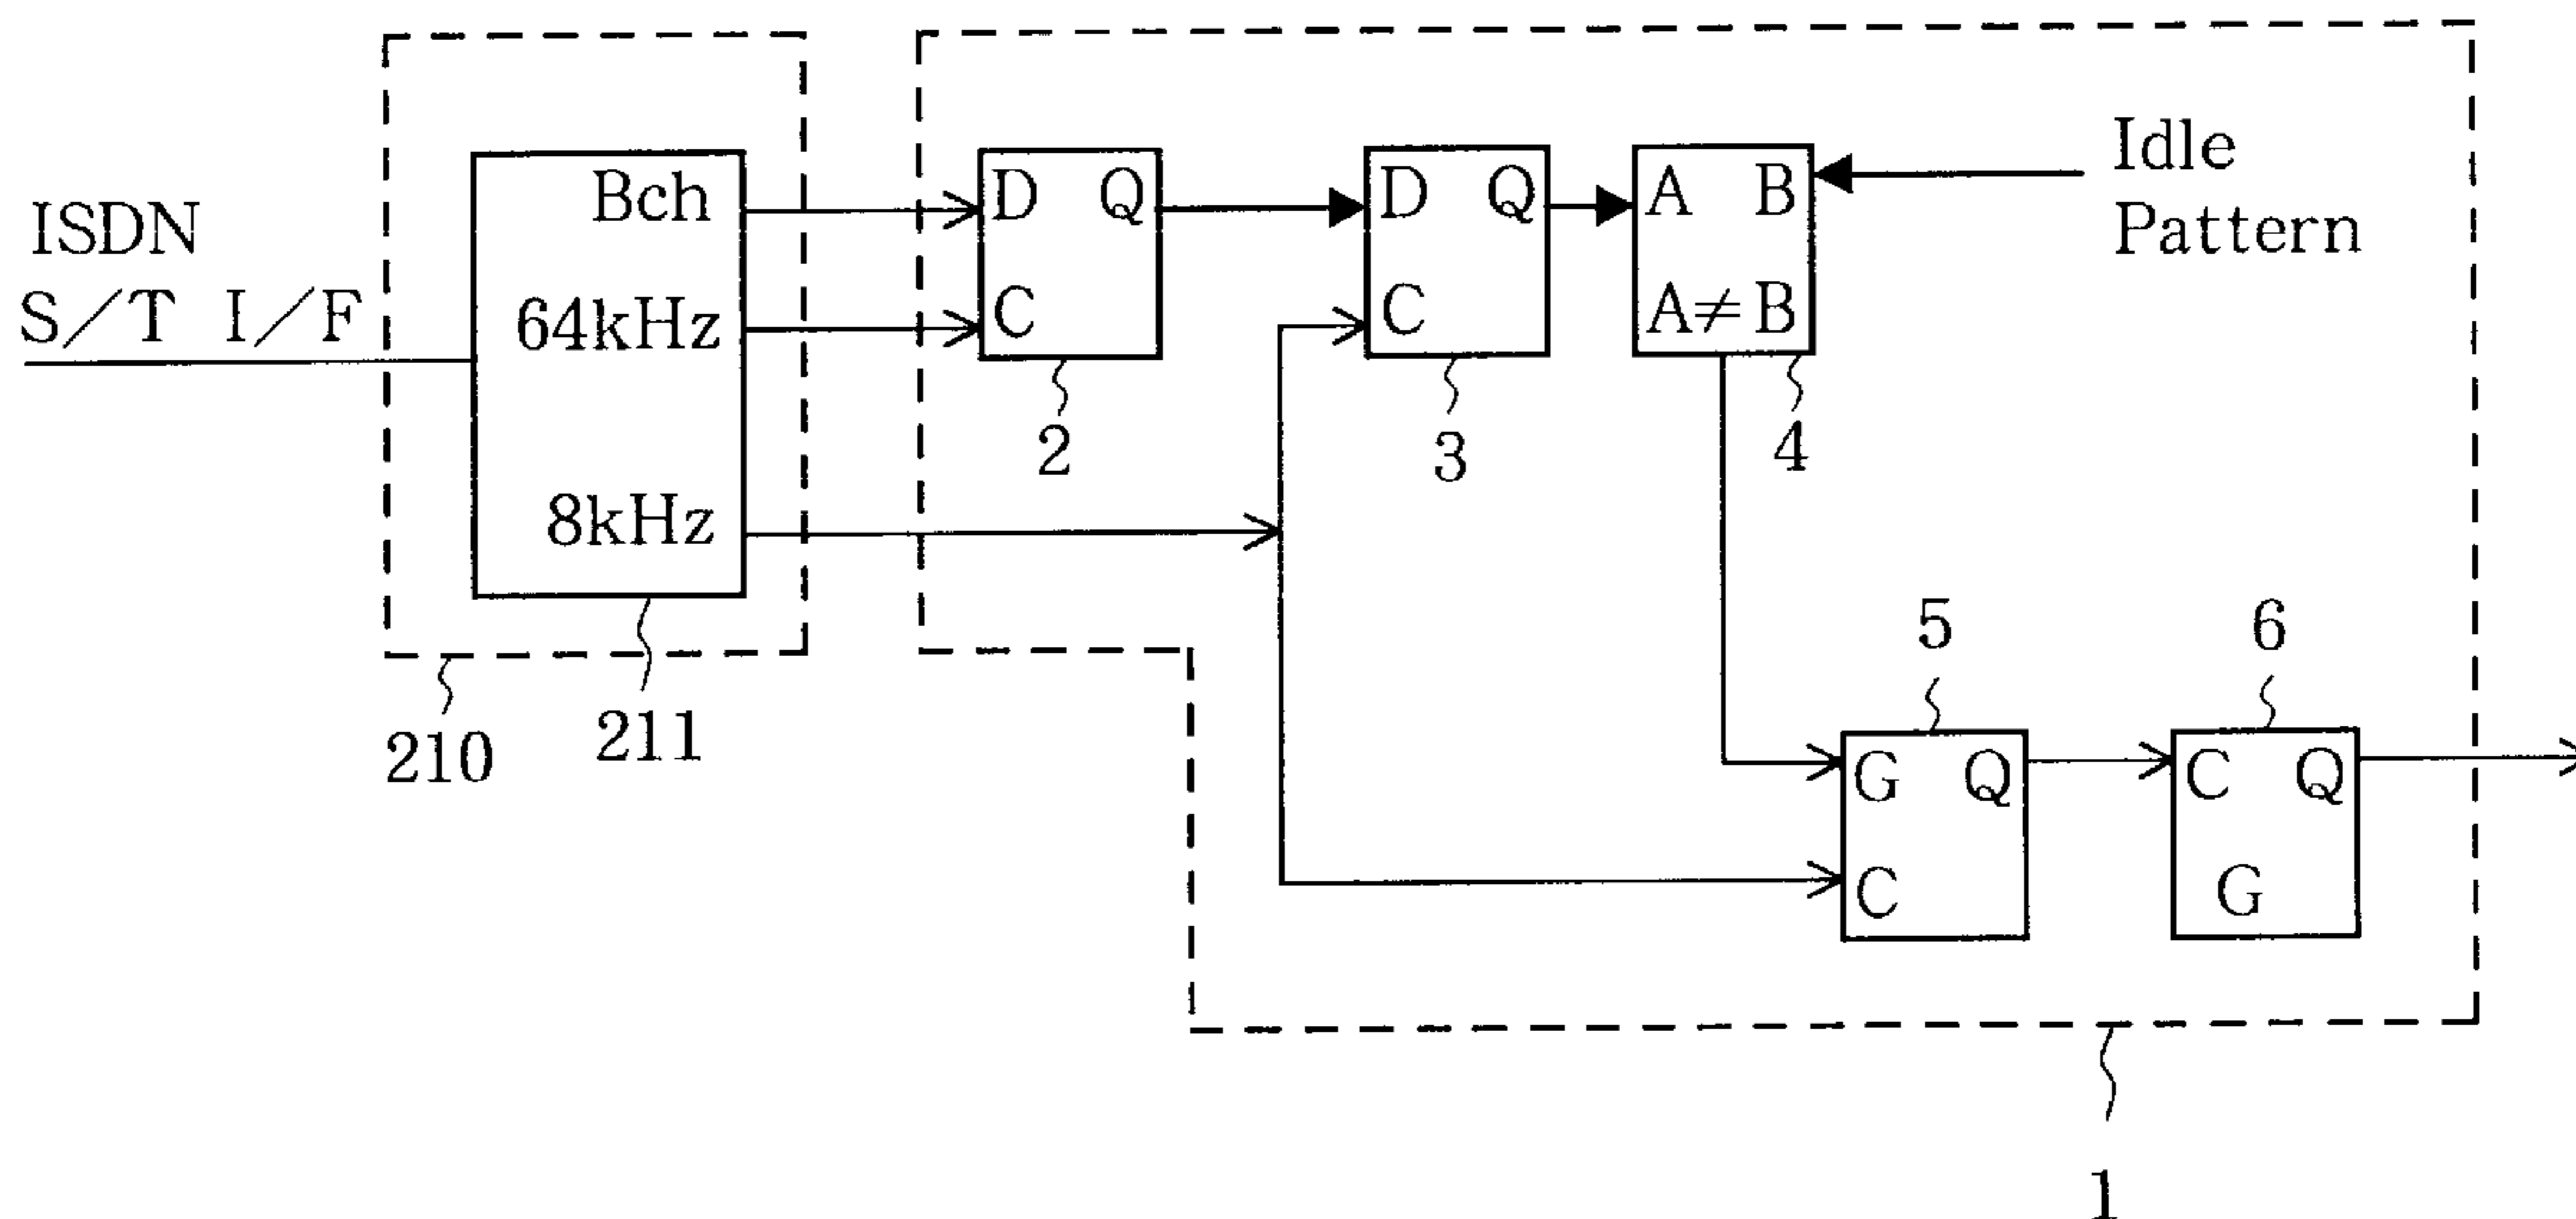 ISDN
S/T I/F
Bch
64kHz
8kHz
211
210
D Q
C
2
D Q
C
3
A B
A≠B
4
Idle
Pattern
5
G Q
C
6
C Q
G
1